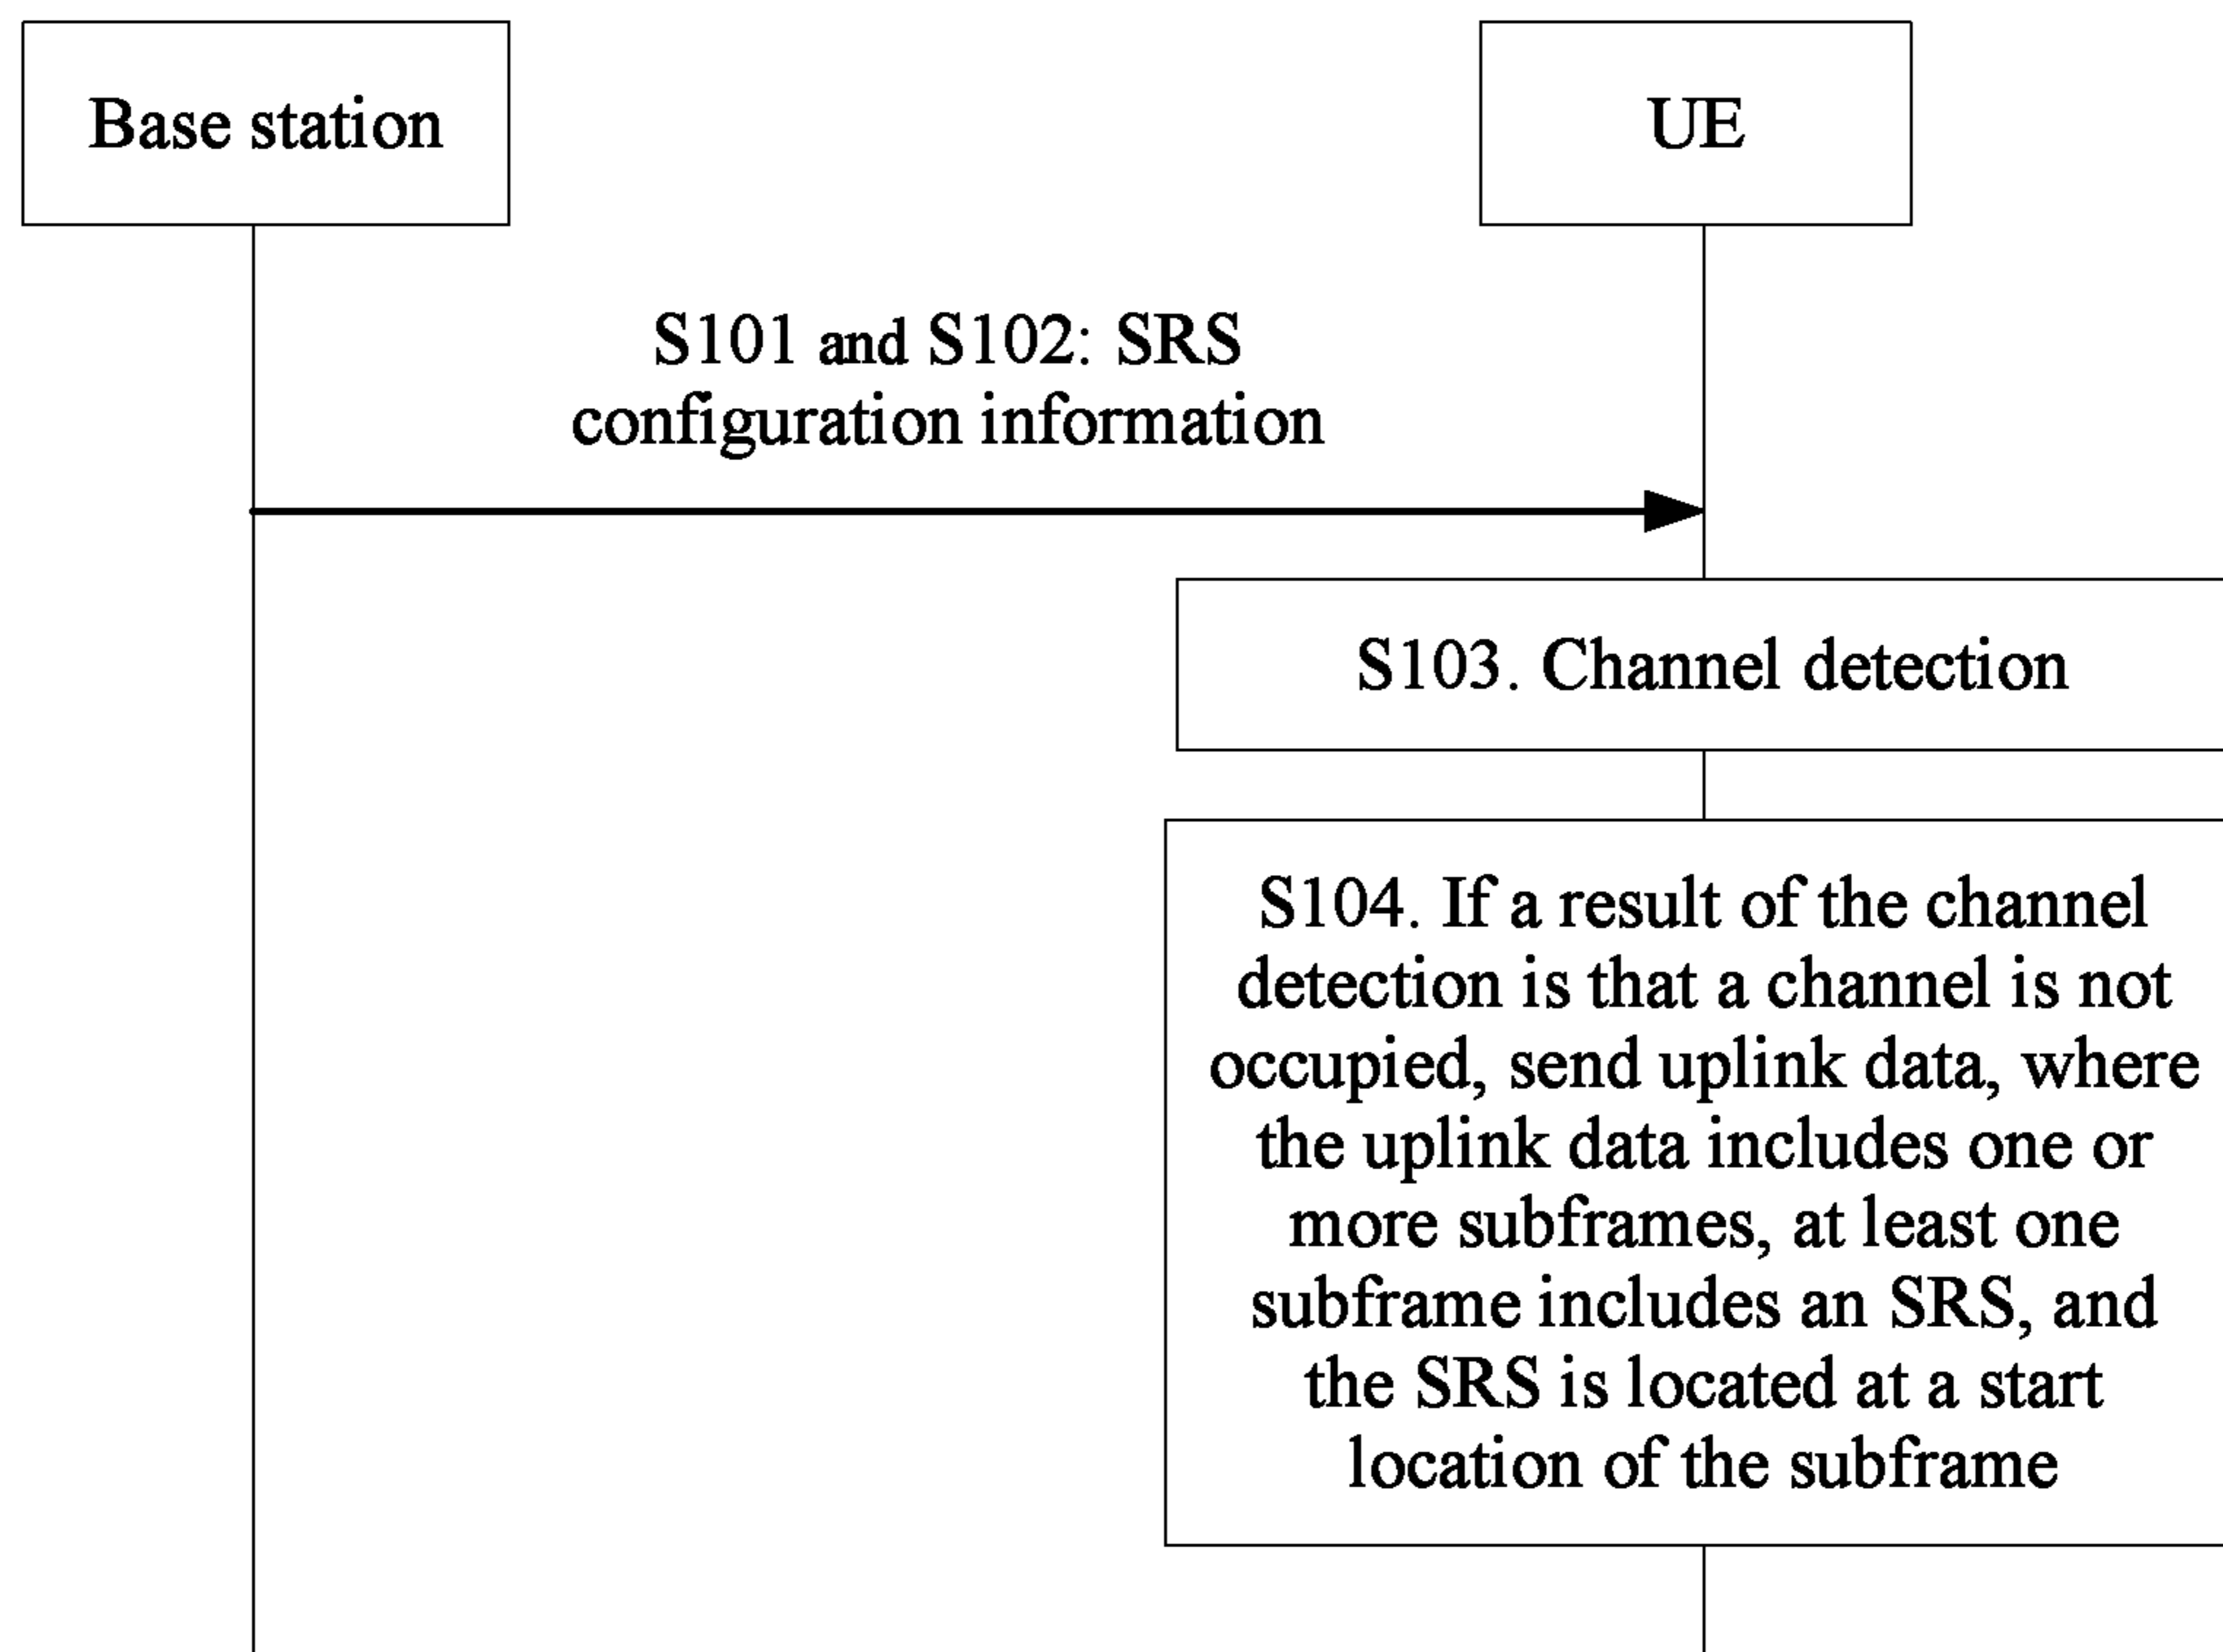 Base station
UE
S101 and S102: SRS
configuration information
S103. Channel detection
S104. If a result of the channel
detection is that a channel is not
occupied, send uplink data, where
the uplink data includes one or
more subframes, at least one
subframe includes an SRS, and
the SRS is located at a start
location of the subframe